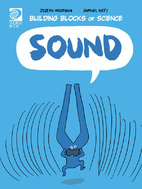 JOSEPH MIDTHUN SAMUEL HITI
BUILDING BLOCKS OF SCIENCE
SOUND